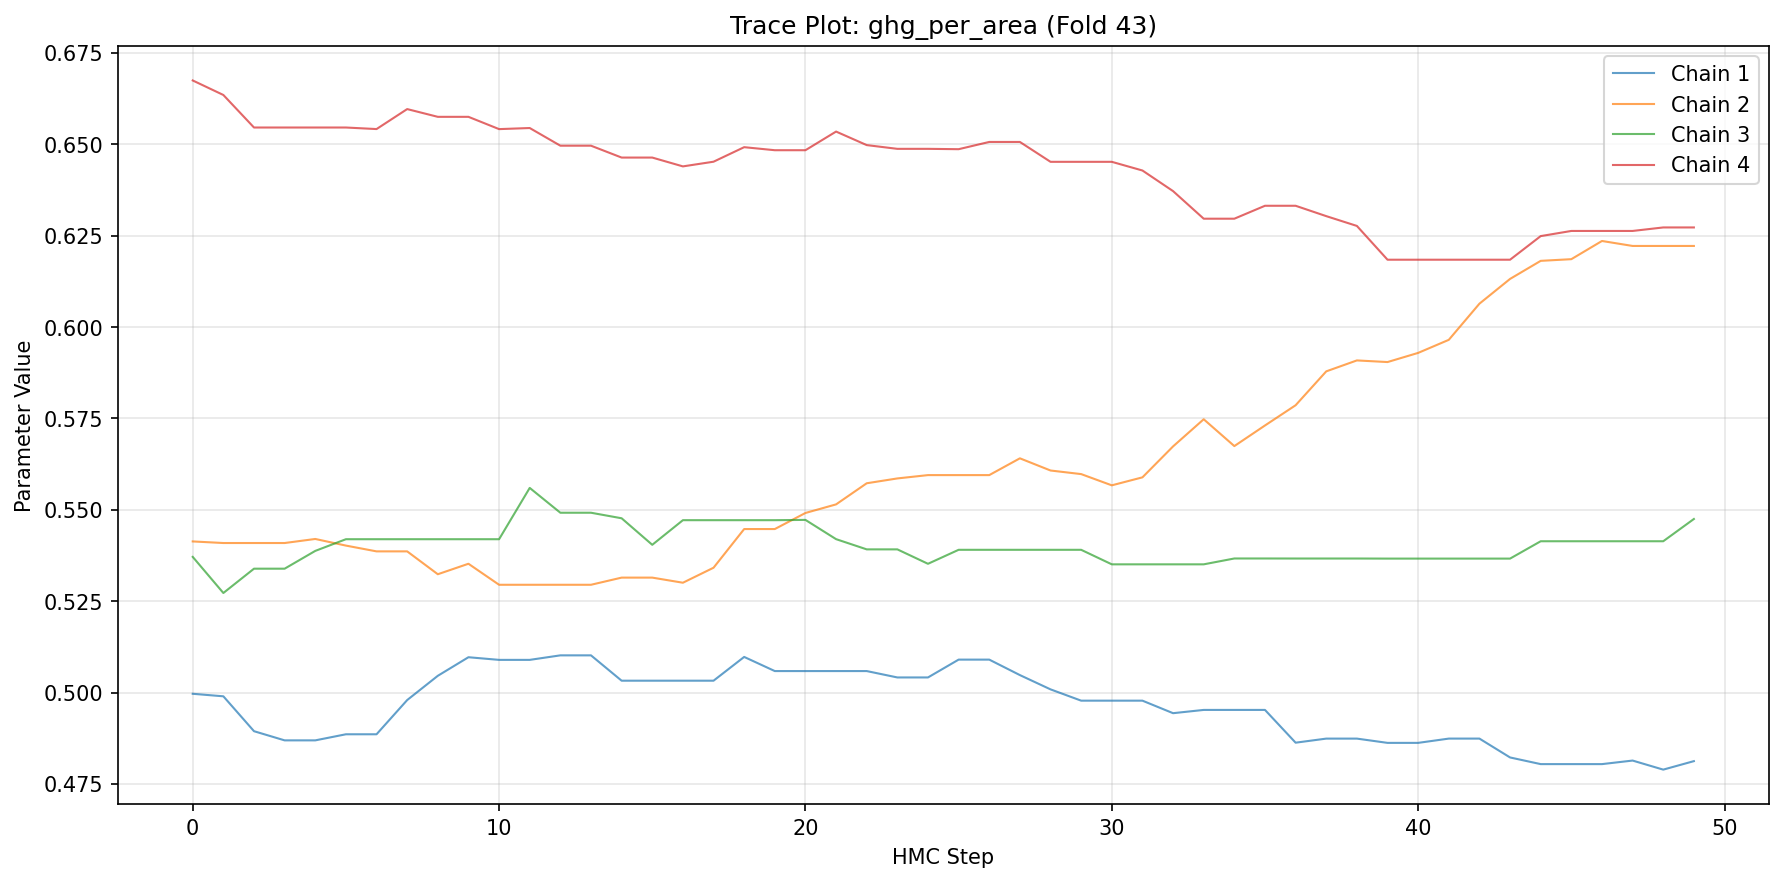 Trace Plot: ghg_per_area (Fold 43)
0.675
0.650
0.625
0.600
0.575
0.550
0.525
0.500
0.475
Parameter Value
Chain 1
Chain 2
Chain 3
Chain 4
0 10 20 30 40 50
HMC Step